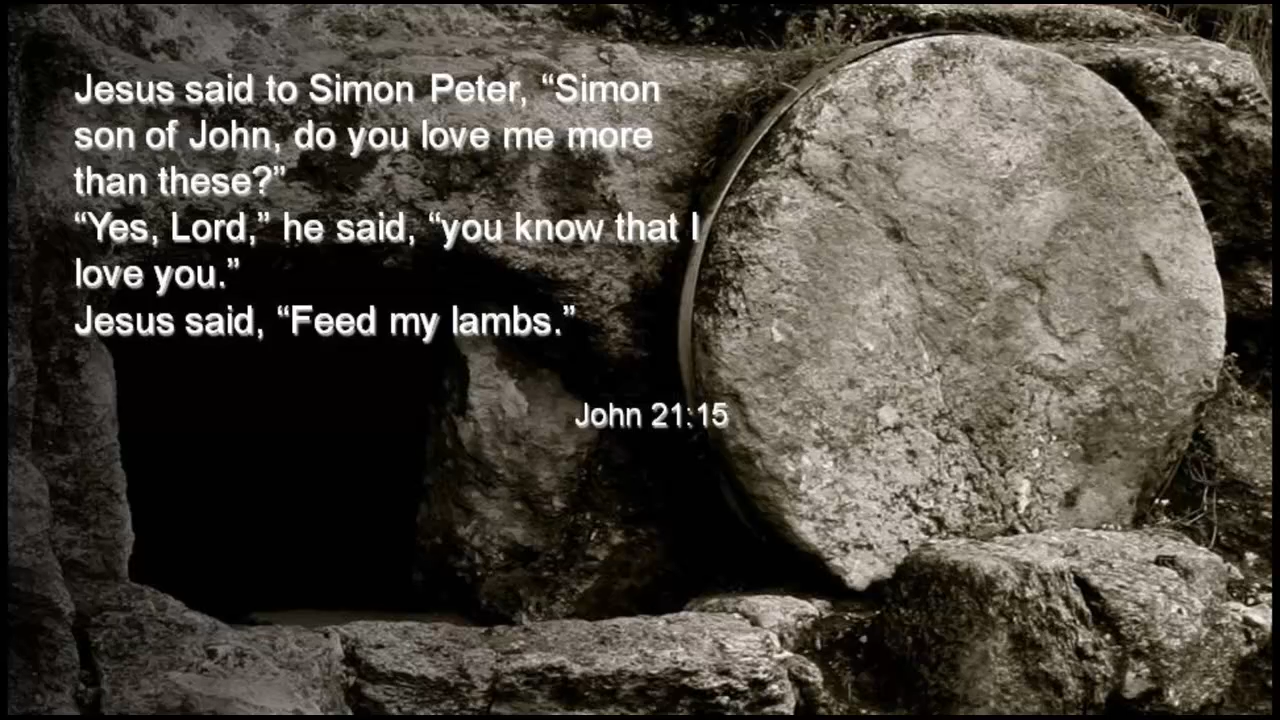 Jesus said to Simon Peter, “Simon
son of John, do you love me more
than these?”
“Yes, Lord,” he said, “you know that I
love you.”
Jesus said, “Feed my lambs.”
John 21:15